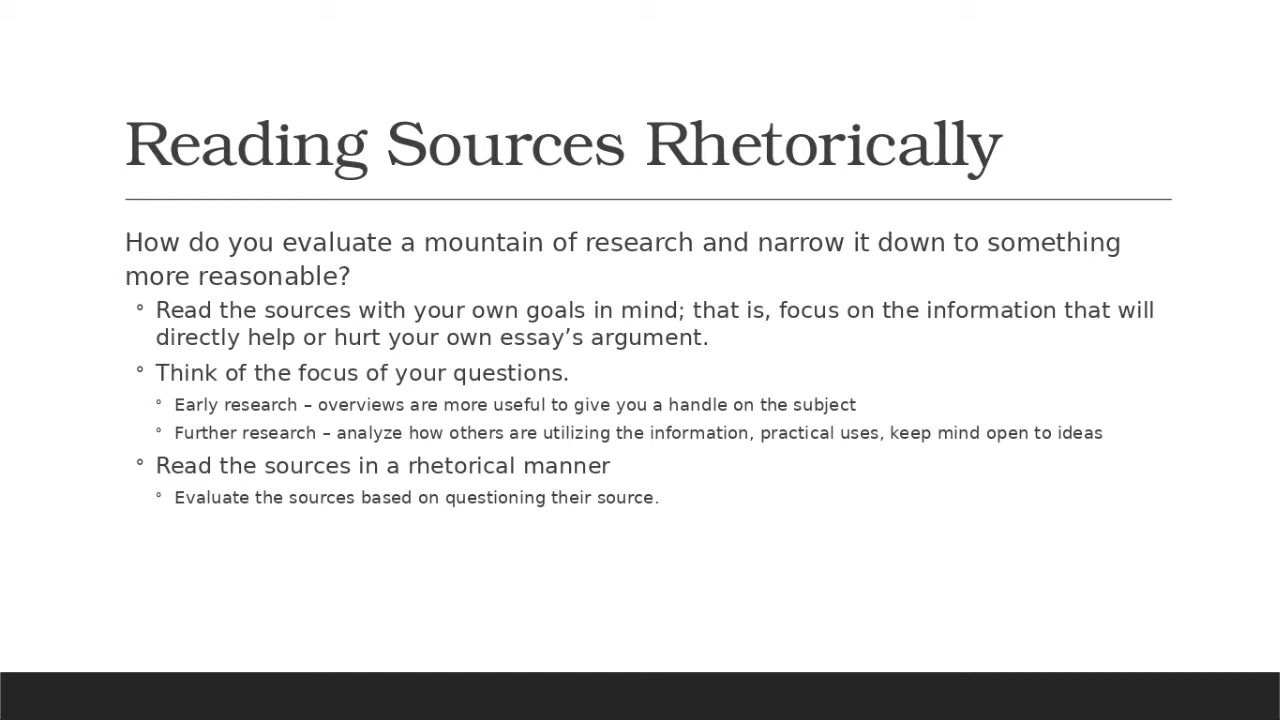 Reading Sources Rhetorically
How do you evaluate a mountain of research and narrow it down to something
more reasonable?
° Read the sources with your own goals in mind; that is, focus on the information that will
directly help or hurt your own essay’s argument.
° Think of the focus of your questions.
° Early research – overviews are more useful to give you a handle on the subject
° Further research – analyze how others are utilizing the information, practical uses, keep mind open to ideas
° Read the sources in a rhetorical manner
° Evaluate the sources based on questioning their source.